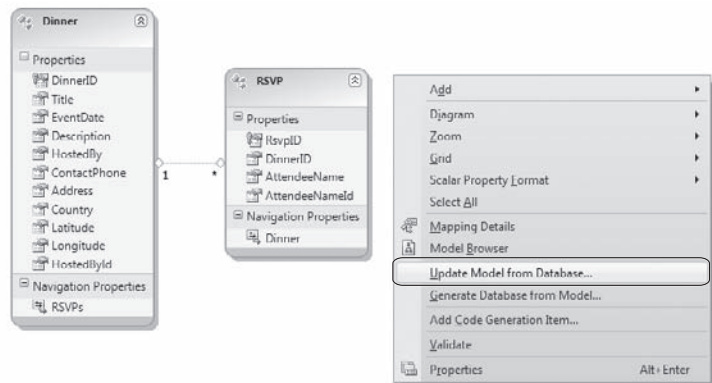 Dinner
Properties
DinnerID
Title
EventDate
Description
HostedBy
ContactPhone
Address
Country
Latitude
Longitude
HostedById
Navigation Properties
RSVPs
1
*
RSVP
Properties
RsvpID
DinnerID
AttendeeName
AttendeeNameId
Navigation Properties
Dinner
Add
Diagram
Zoom
Grid
Scalar Property Format
Select All
Mapping Details
Model Browser
Update Model from Database...
Generate Database from Model...
Add Code Generation Item...
Validate
Properties Alt+Enter